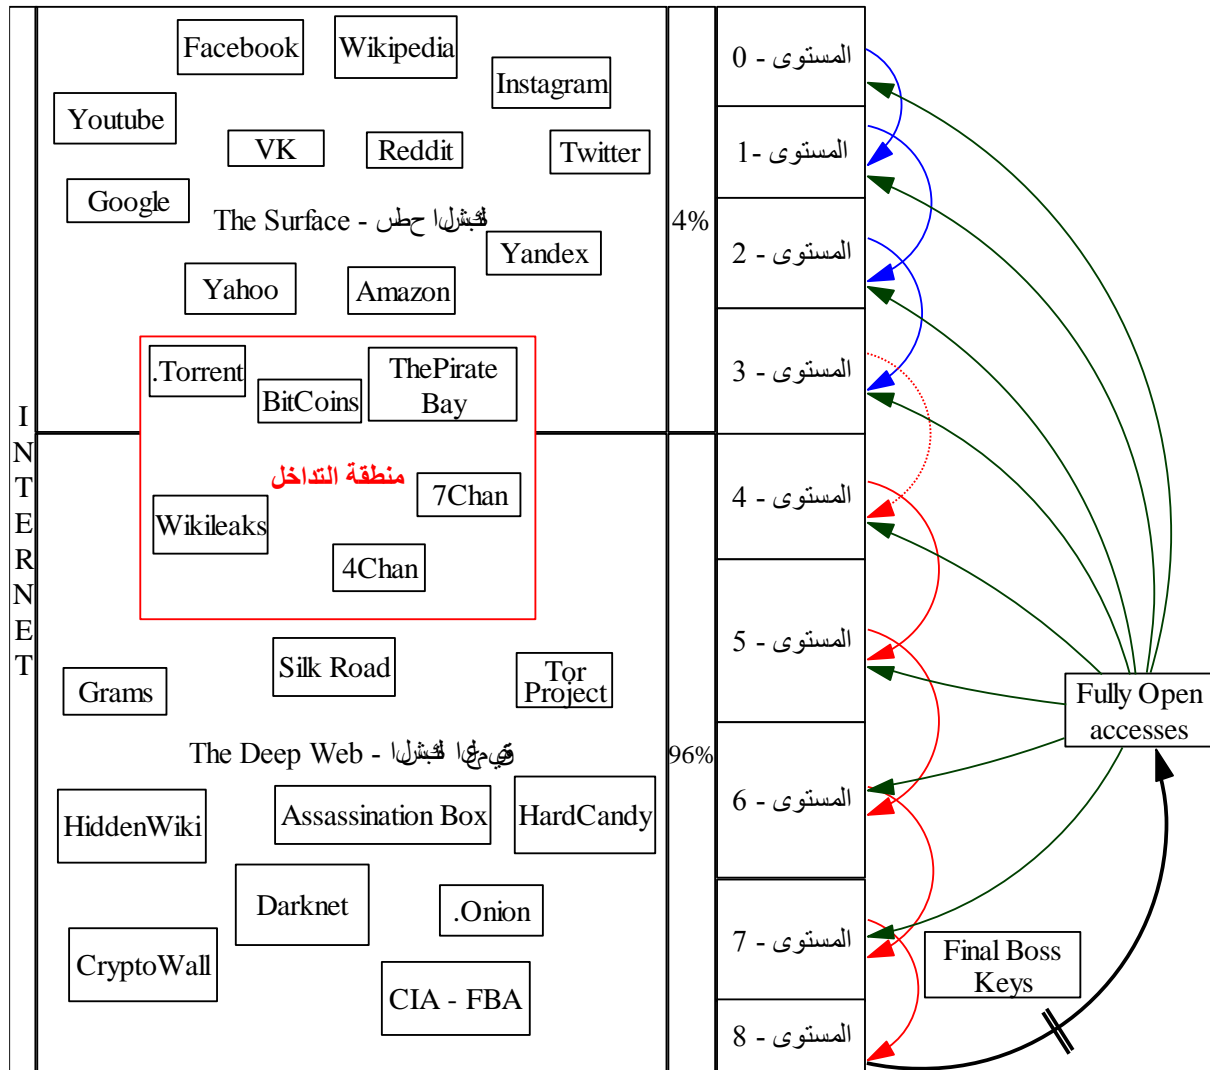 Facebook
Wikipedia
Instagram
Youtube
VK
Reddit
Twitter
Google
The Surface - سطح الشبكة
Yandex
Yahoo
Amazon
.Torrent
BitCoins
ThePirate
Bay
منطقة التداخل
7Chan
Wikileaks
4Chan
Silk Road
Tor
Project
Grams
The Deep Web - الشبكة العميقة
HiddenWiki
Assassination Box
HardCandy
Darknet
.Onion
CryptoWall
CIA - FBA
INTERNET
4%
96%
المستوى - 0
المستوى -1
المستوى - 2
المستوى - 3
المستوى - 4
المستوى - 5
المستوى - 6
المستوى - 7
المستوى - 8
Fully Open
accesses
Final Boss
Keys